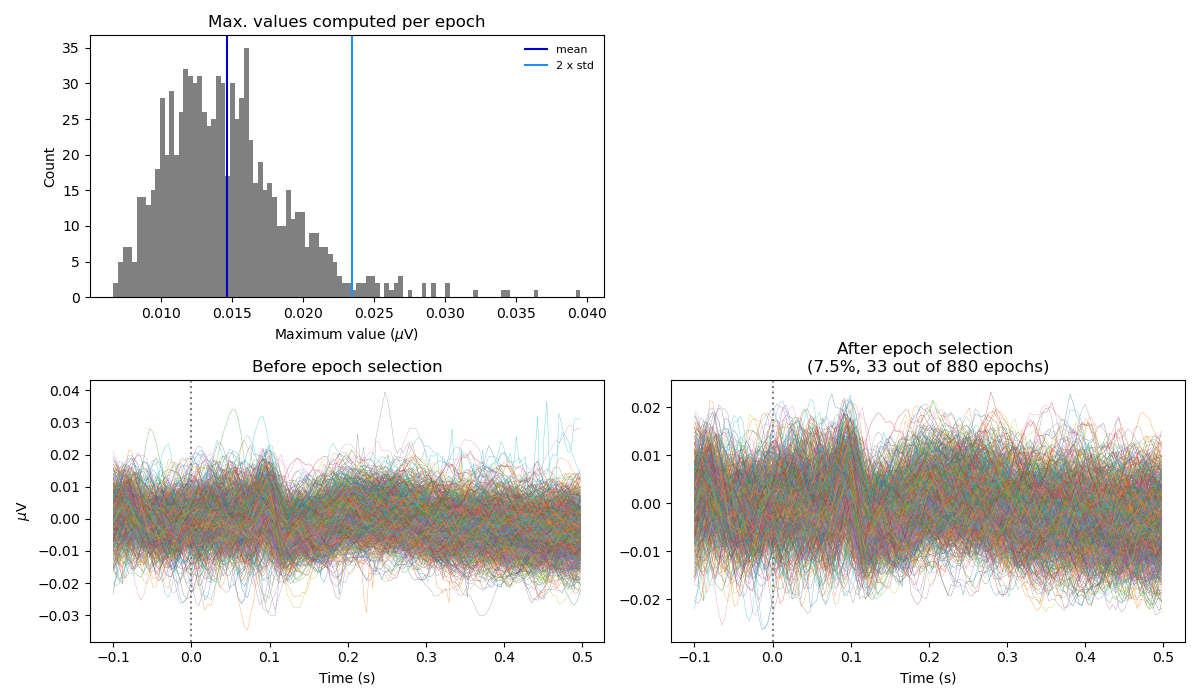 Max. values computed per epoch
35
30
25
20
15
10
5
0
Count
mean
2 x std
0.010 0.015 0.020 0.025 0.030 0.035 0.040
Maximum value (μV)
Before epoch selection
0.04
0.03
0.02
0.01
0.00
−0.01
−0.02
−0.03
μV
−0.1 0.0 0.1 0.2 0.3 0.4 0.5
Time (s)
After epoch selection
(7.5%, 33 out of 880 epochs)
0.02
0.01
0.00
−0.01
−0.02
−0.1 0.0 0.1 0.2 0.3 0.4 0.5
Time (s)